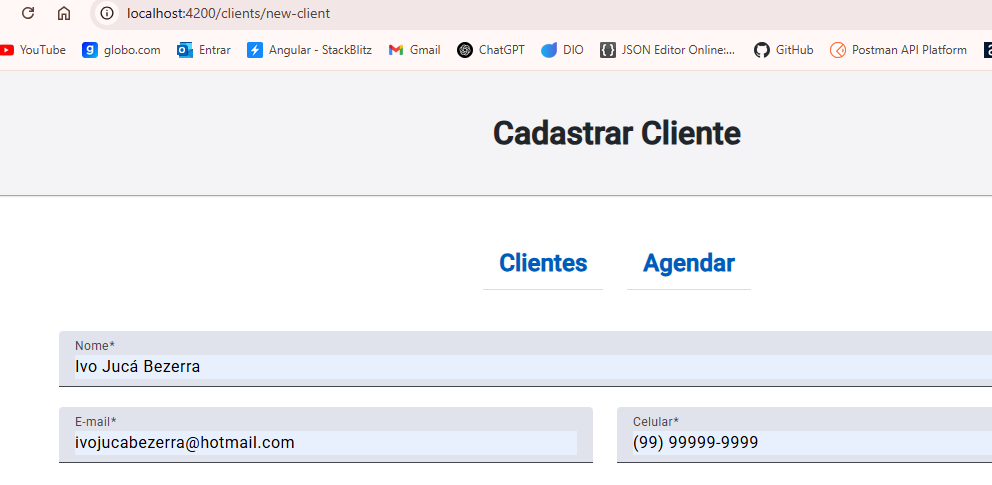 localhost:4200/clients/new-client
YouTube globo.com Entrar Angular - StackBlitz Gmail ChatGPT DIO JSON Editor Online:... GitHub Postman API Platform
Cadastrar Cliente
Clientes Agendar
Nome*
Ivo Jucá Bezerra
E-mail* Celular*
ivojucabezerra@hotmail.com (99) 99999-9999